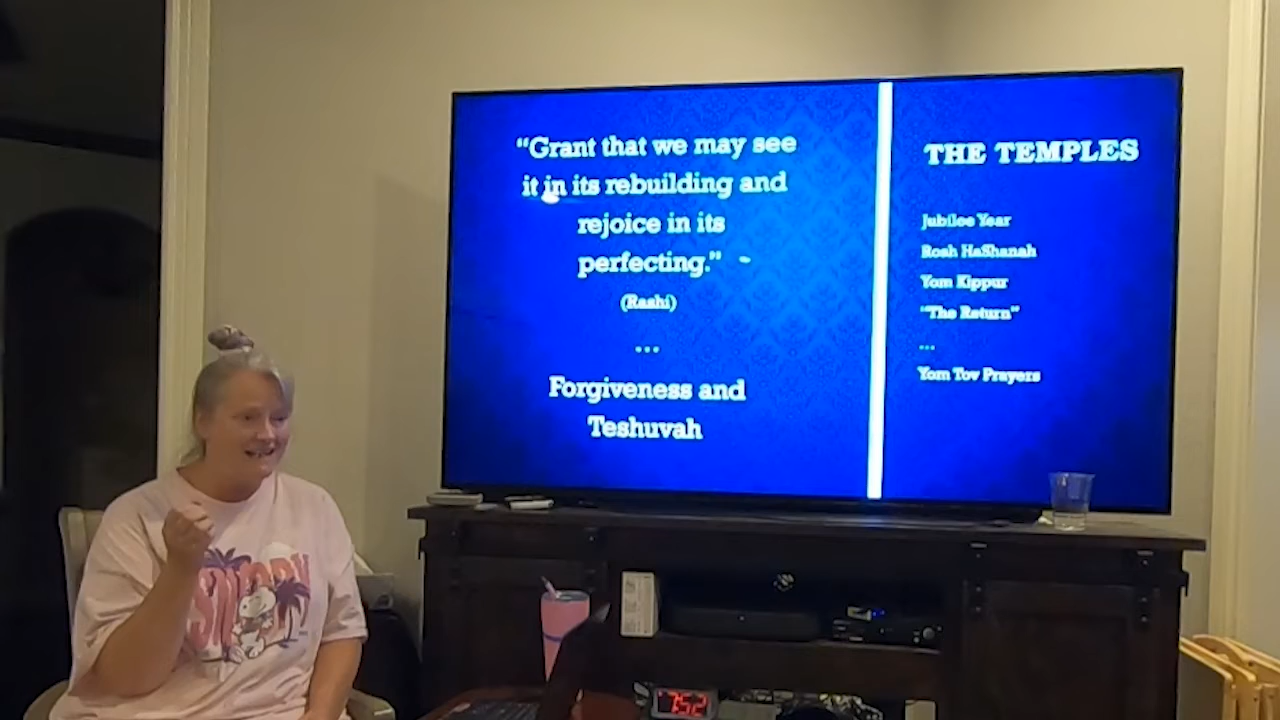 “Grant that we may see
it in its rebuilding and
rejoice in its
perfecting.”
(Rashi)
...
Forgiveness and
Teshuvah
THE TEMPLES
Jubilee Year
Rosh HaShanah
Yom Kippur
“The Return”
...
Yom Tov Prayers
SNOOPY
7:52